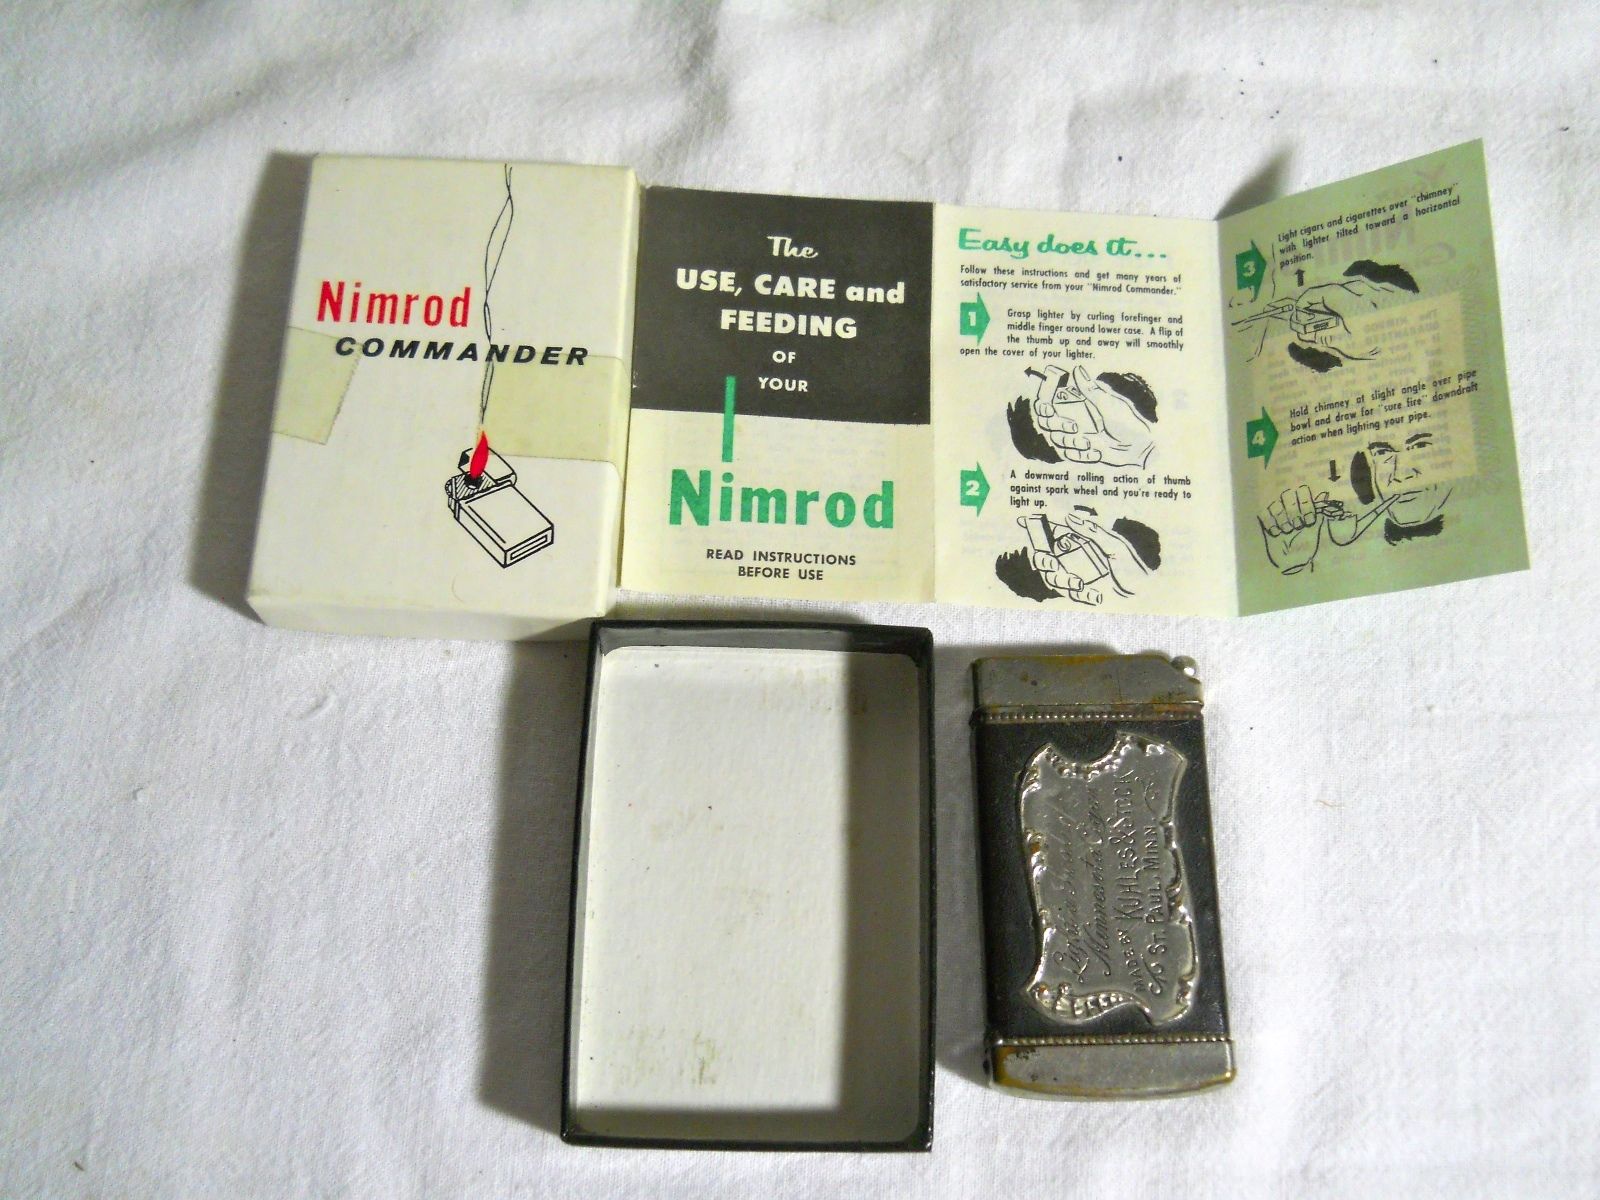 Nimrod
COMMANDER
The
USE, CARE and
FEEDING
OF
YOUR
Nimrod
READ INSTRUCTIONS
BEFORE USE
Easy does it...
Follow these instructions and get many years of
satisfactory service from your "Nimrod Commander."
1
Grasp lighter by curling forefinger and
middle finger around lower case. A flip of
the thumb up and away will smoothly
open the cover of your lighter.
2
A downward rolling action of thumb
against spark wheel and you're ready to
light up.
3
Light cigars and cigarettes over "chimney"
with lighter tilted toward a horizontal
position.
4
Hold chimney at slight angle over pipe
bowl and draw for "sure fire" downdraft
action when lighting your pipe.
Minnesota
MADE BY KUHLES & STOCK
ST. PAUL, MINN.